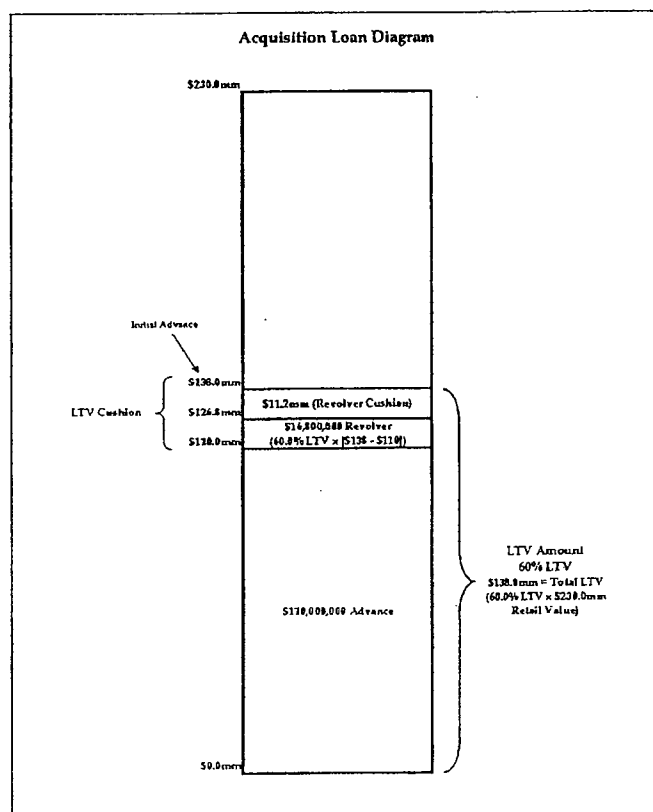 Acquisition Loan Diagram
$230.0mm
Initial Advance
$138.0mm
$11.2mm (Revolver Cushion)
LTV Cushion
$126.8mm
$16,800,000 Revolver
(60.0% LTV x [$138 - $110])
$110.0mm
LTV Amount
60% LTV
$138.0mm = Total LTV
(60.0% LTV x $230.0mm
Retail Value)
$110,000,000 Advance
$0.0mm